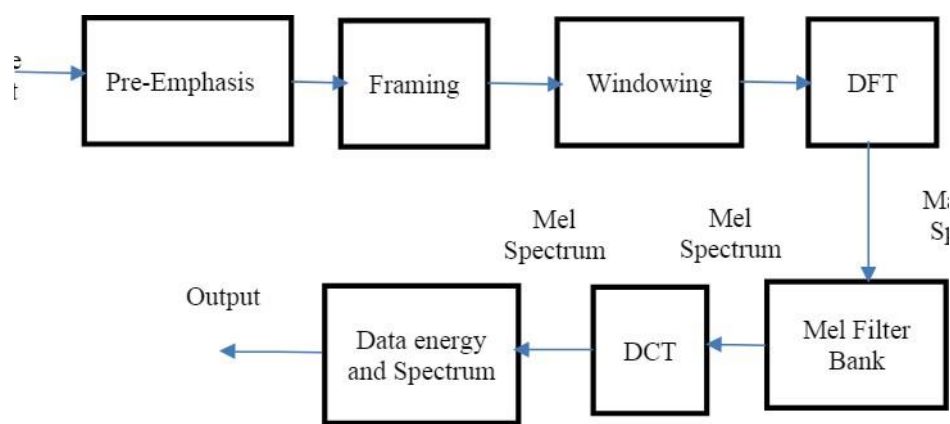 Pre-Emphasis
Framing
Windowing
DFT
Mel
Spectrum
Mel
Spectrum
Output
Data energy
and Spectrum
DCT
Mel Filter
Bank